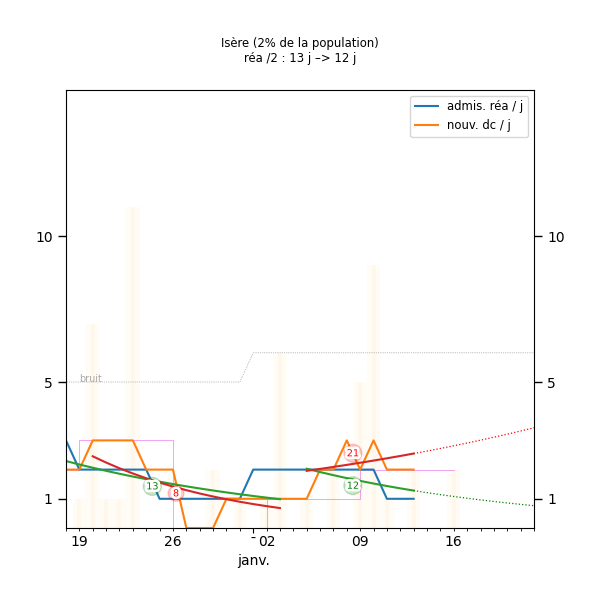 Isère (2% de la population)
réa /2 : 13 j –> 12 j
admis. réa / j
nouv. dc / j
10
10
5
5
bruit
21
13
8
12
1
1
19
26
-
02
09
16
janv.